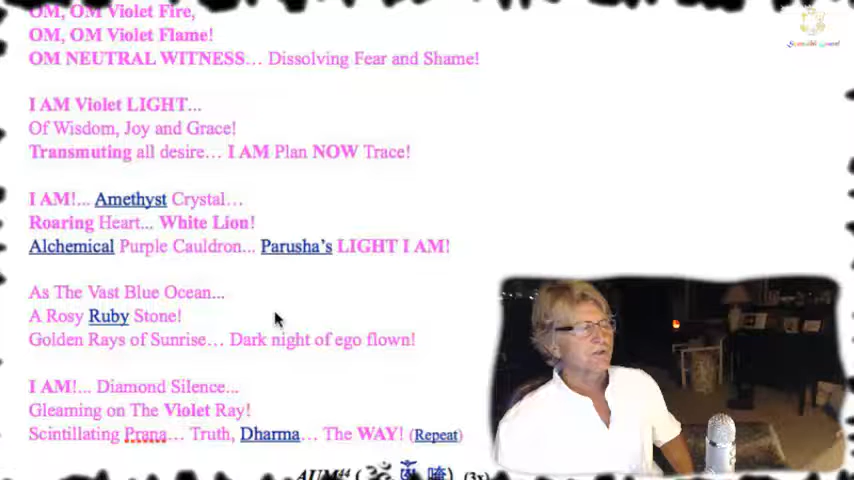 OM, OM Violet Fire,
OM, OM Violet Flame!
OM NEUTRAL WITNESS… Dissolving Fear and Shame!
I AM Violet LIGHT...
Of Wisdom, Joy and Grace!
Transmuting all desire… I AM Plan NOW Trace!
I AM!... Amethyst Crystal…
Roaring Heart... White Lion!
Alchemical Purple Cauldron... Parusha’s LIGHT I AM!
As The Vast Blue Ocean...
A Rosy Ruby Stone!
Golden Rays of Sunrise… Dark night of ego flown!
I AM!... Diamond Silence...
Gleaming on The Violet Ray!
Scintillating Prana… Truth, Dharma… The WAY! (Repeat)
AUM44 (ॐ ༀ 唵) (3x)